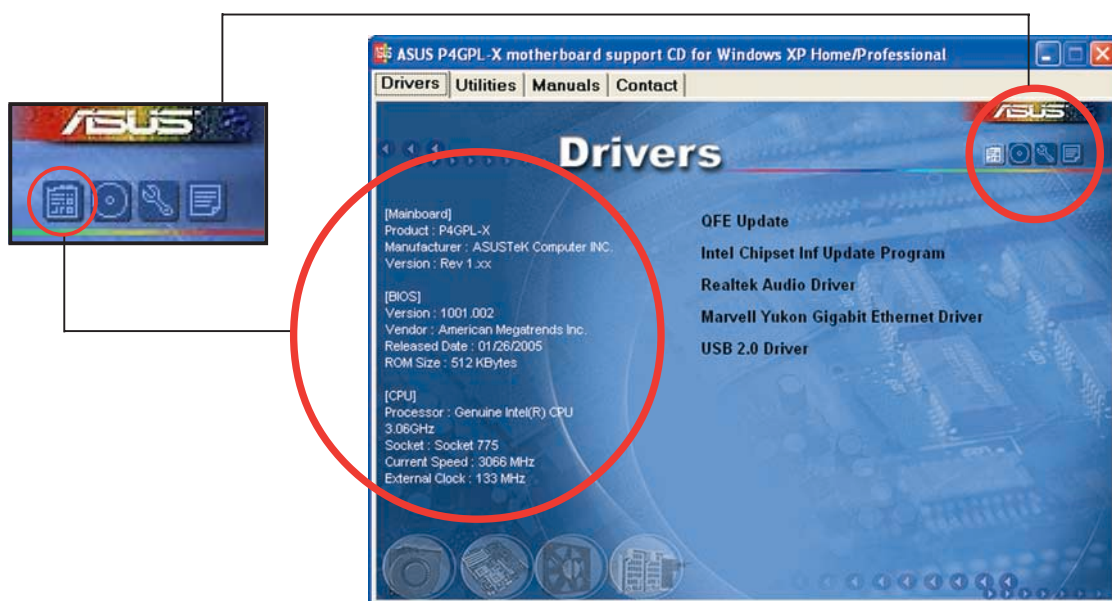 ASUS
ASUS P4GPL-X motherboard support CD for Windows XP Home/Professional
Drivers Utilities Manuals Contact
ASUS
Drivers
[Mainboard]
Product : P4GPL-X
Manufacturer : ASUSTeK Computer INC.
Version : Rev 1.xx
[BIOS]
Version : 1001.002
Vendor : American Megatrends Inc.
Released Date : 01/26/2005
ROM Size : 512 KBytes
[CPU]
Processor : Genuine Intel(R) CPU
3.06GHz
Socket : Socket 775
Current Speed : 3066 MHz
External Clock : 133 MHz
QFE Update
Intel Chipset Inf Update Program
Realtek Audio Driver
Marvell Yukon Gigabit Ethernet Driver
USB 2.0 Driver